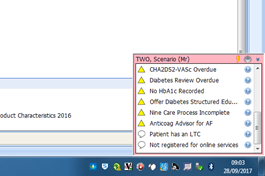 TWO, Scenario (Mr)
CHA2DS2-VASc Overdue
Diabetes Review Overdue
No HbA1c Recorded
Offer Diabetes Structured Edu...
Nine Care Process Incomplete
Anticoag Advisor for AF
Patient has an LTC
Not registered for online services
oduct Characteristics 2016
09:03
28/09/2017